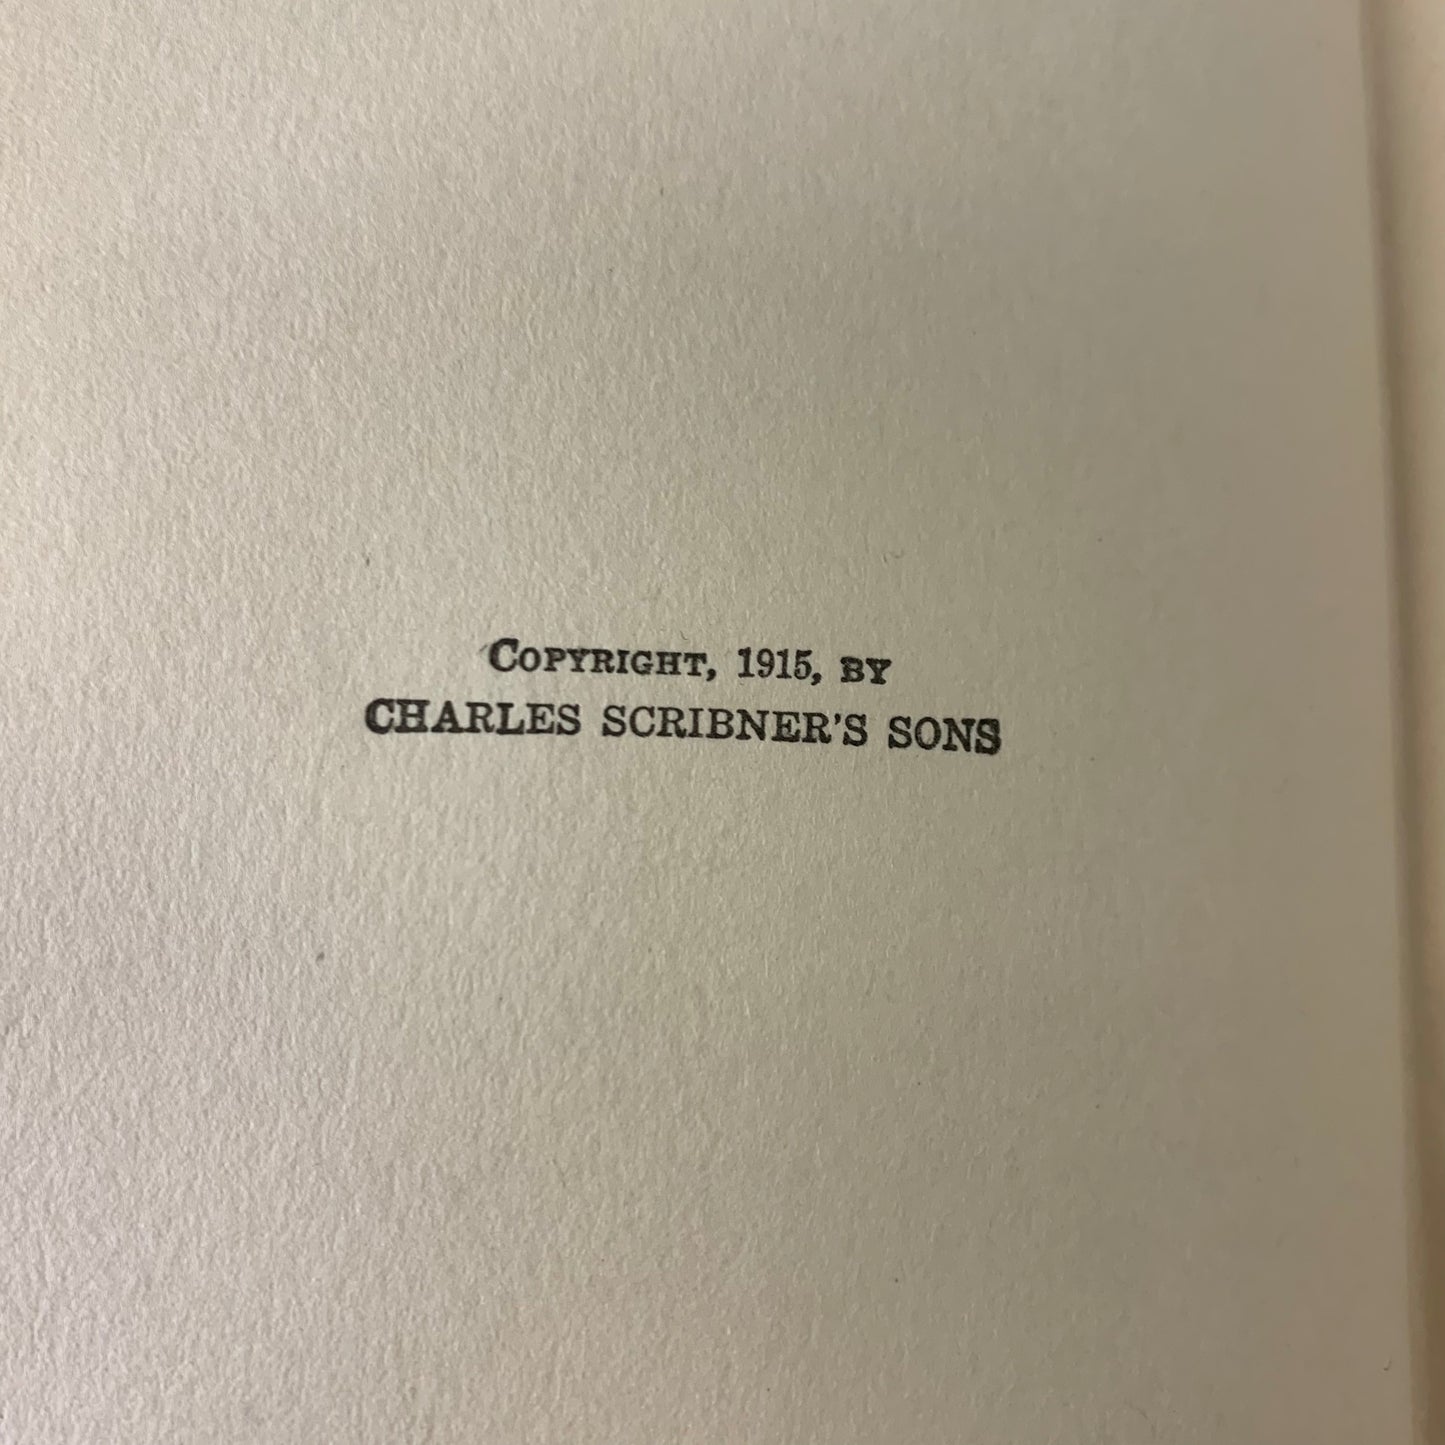 Copyright, 1915, by
CHARLES SCRIBNER'S SONS